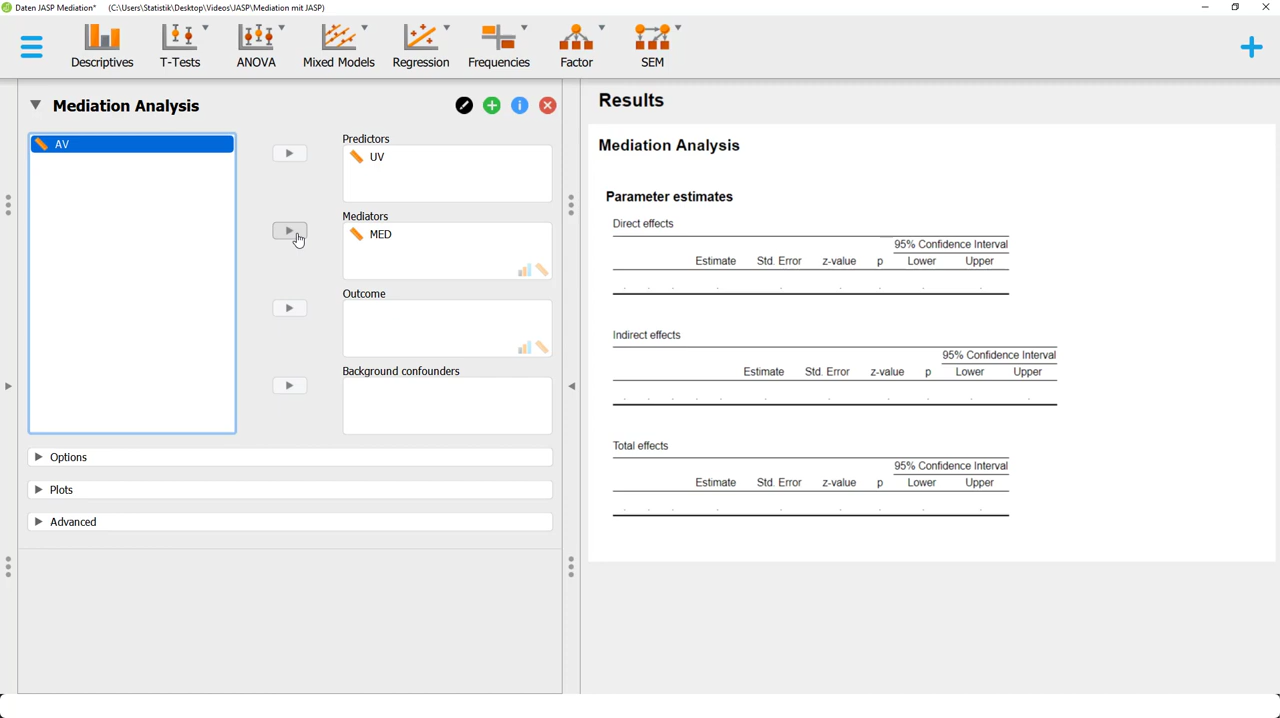 Daten JASP Mediation* (C:\Users\Statistik\Desktop\Videos\JASP\Mediation mit JASP)
Descriptives T-Tests ANOVA Mixed Models Regression Frequencies Factor SEM
Mediation Analysis
AV
Predictors
UV
Mediators
MED
Outcome
Background confounders
Options
Plots
Advanced
Results
Mediation Analysis
Parameter estimates
Direct effects
95% Confidence Interval
Estimate Std. Error z-value p Lower Upper
. . . . . . . . .
Indirect effects
95% Confidence Interval
Estimate Std. Error z-value p Lower Upper
. . . . . . . . . . .
Total effects
95% Confidence Interval
Estimate Std. Error z-value p Lower Upper
. . . . . . . . .